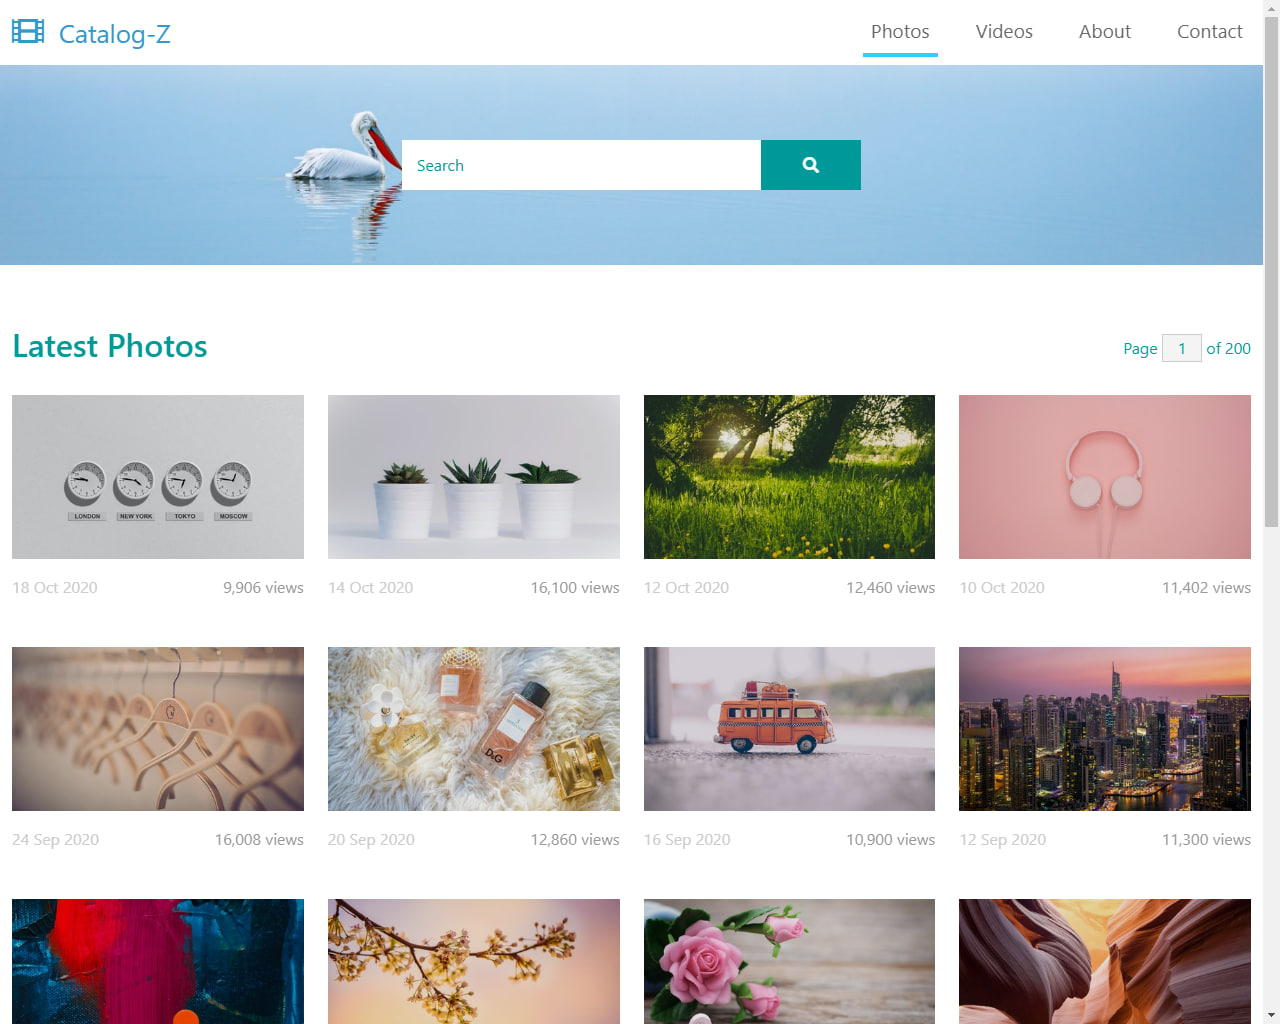 Catalog-Z
Photos Videos About Contact
Search
Latest Photos
Page 1 of 200
LONDON NEW YORK TOKYO MOSCOW
18 Oct 2020 9,906 views
14 Oct 2020 16,100 views
12 Oct 2020 12,460 views
10 Oct 2020 11,402 views
D&G
24 Sep 2020 16,008 views
20 Sep 2020 12,860 views
16 Sep 2020 10,900 views
12 Sep 2020 11,300 views